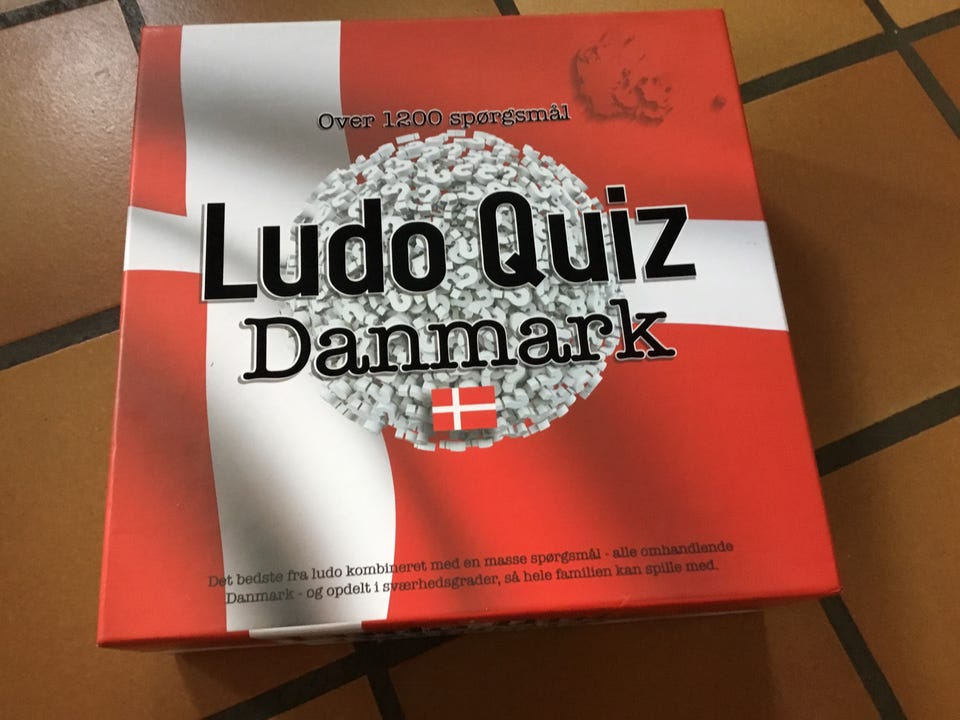 Over 1200 spørgsmål
Ludo Quiz
Danmark
Det bedste fra ludo kombineret med en masse spørgsmål - alle omhandlende
Danmark - og opdelt i sværhedsgrader, så hele familien kan spille med.